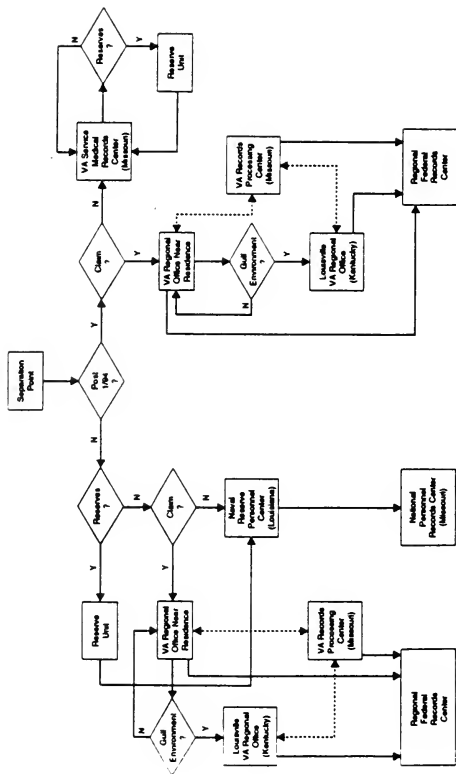 Separation
Point
Post
1/94
?
N
Y
Reserves
?
Y
N
Claim
?
Y
N
Claim
?
N
Y
VA Service
Medical
Records
Center
(Missouri)
Reserves
?
N
Y
Reserve
Unit
Reserve
Unit
VA Regional
Office Near
Residence
Naval
Reserve
Personnel
Center
(Louisiana)
VA Regional
Office Near
Residence
Gulf
Environment
?
N
Y
Gulf
Environment
?
N
Y
VA Records
Processing
Center
(Missouri)
Lousville
VA Regional
Office
(Kentucky)
VA Records
Processing
Center
(Missouri)
Lousville
VA Regional
Office
(Kentucky)
Regional
Federal
Records
Center
National
Personnel
Records Center
(Missouri)
Regional
Federal
Records
Center